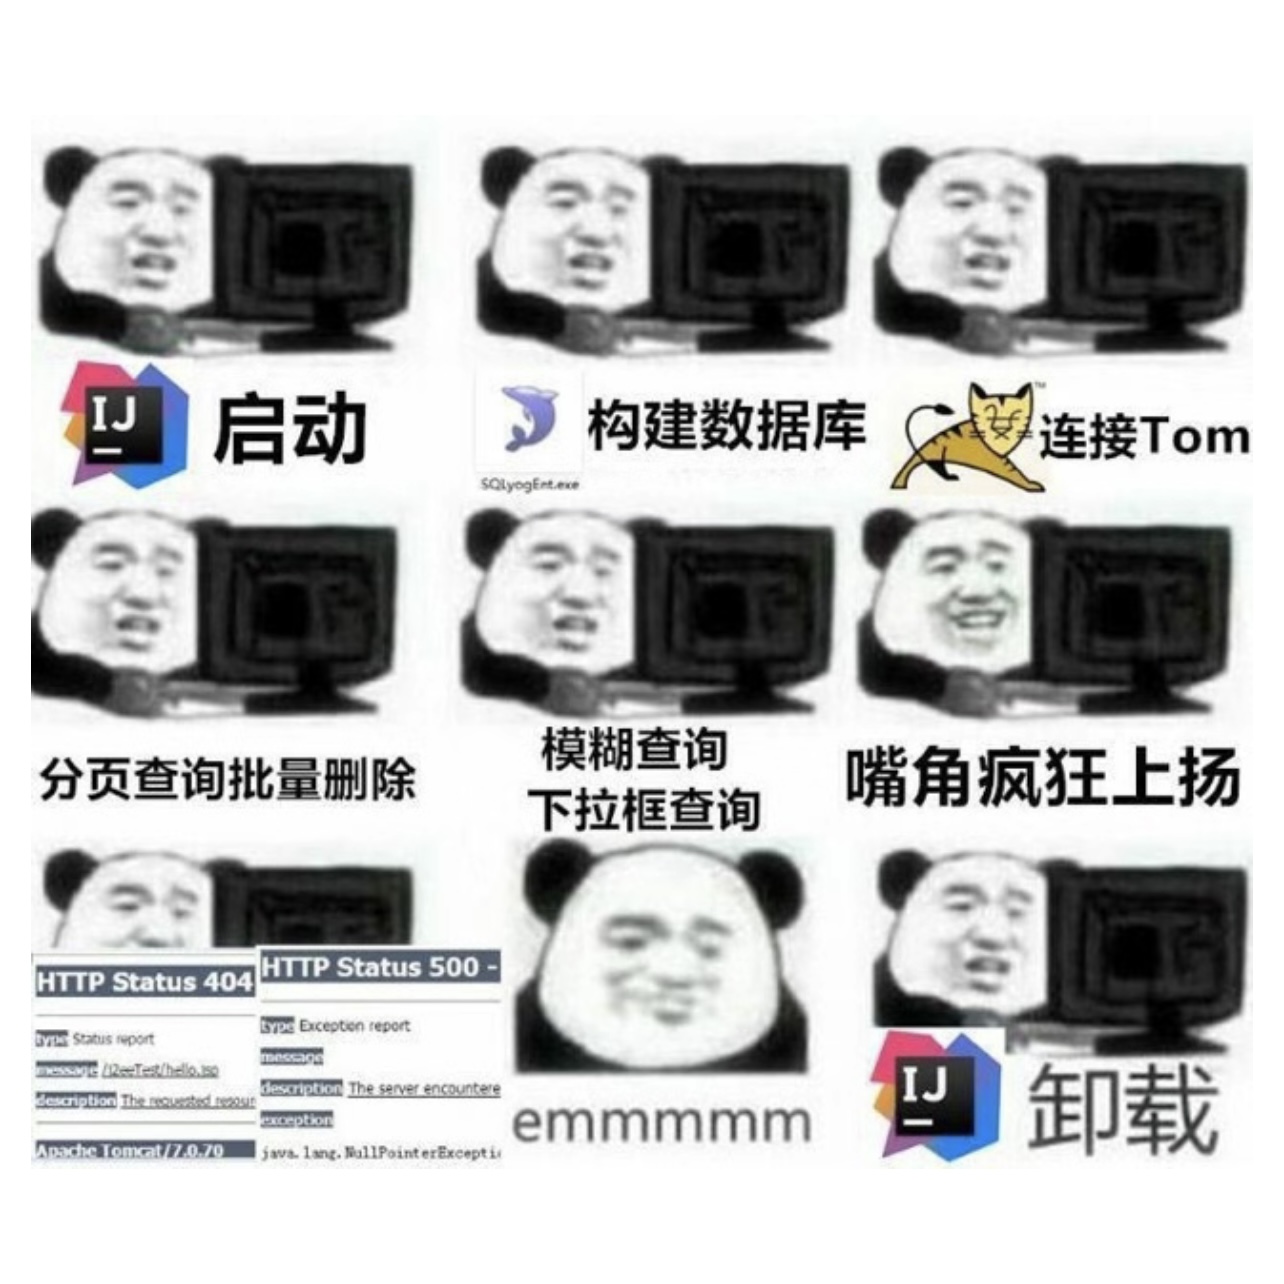 IJ 启动
构建数据库
SQLyogEnt.exe
TM
连接Tom
分页查询批量删除
模糊查询
下拉框查询
嘴角疯狂上扬
HTTP Status 404
type Status report
message /J2eeTest/hello.jsp
description The requested resour
Apache Tomcat/7.0.70
HTTP Status 500 -
type Exception report
message
description The server encountere
exception
java.lang.NullPointerExcepti
emmmmm
IJ 卸载